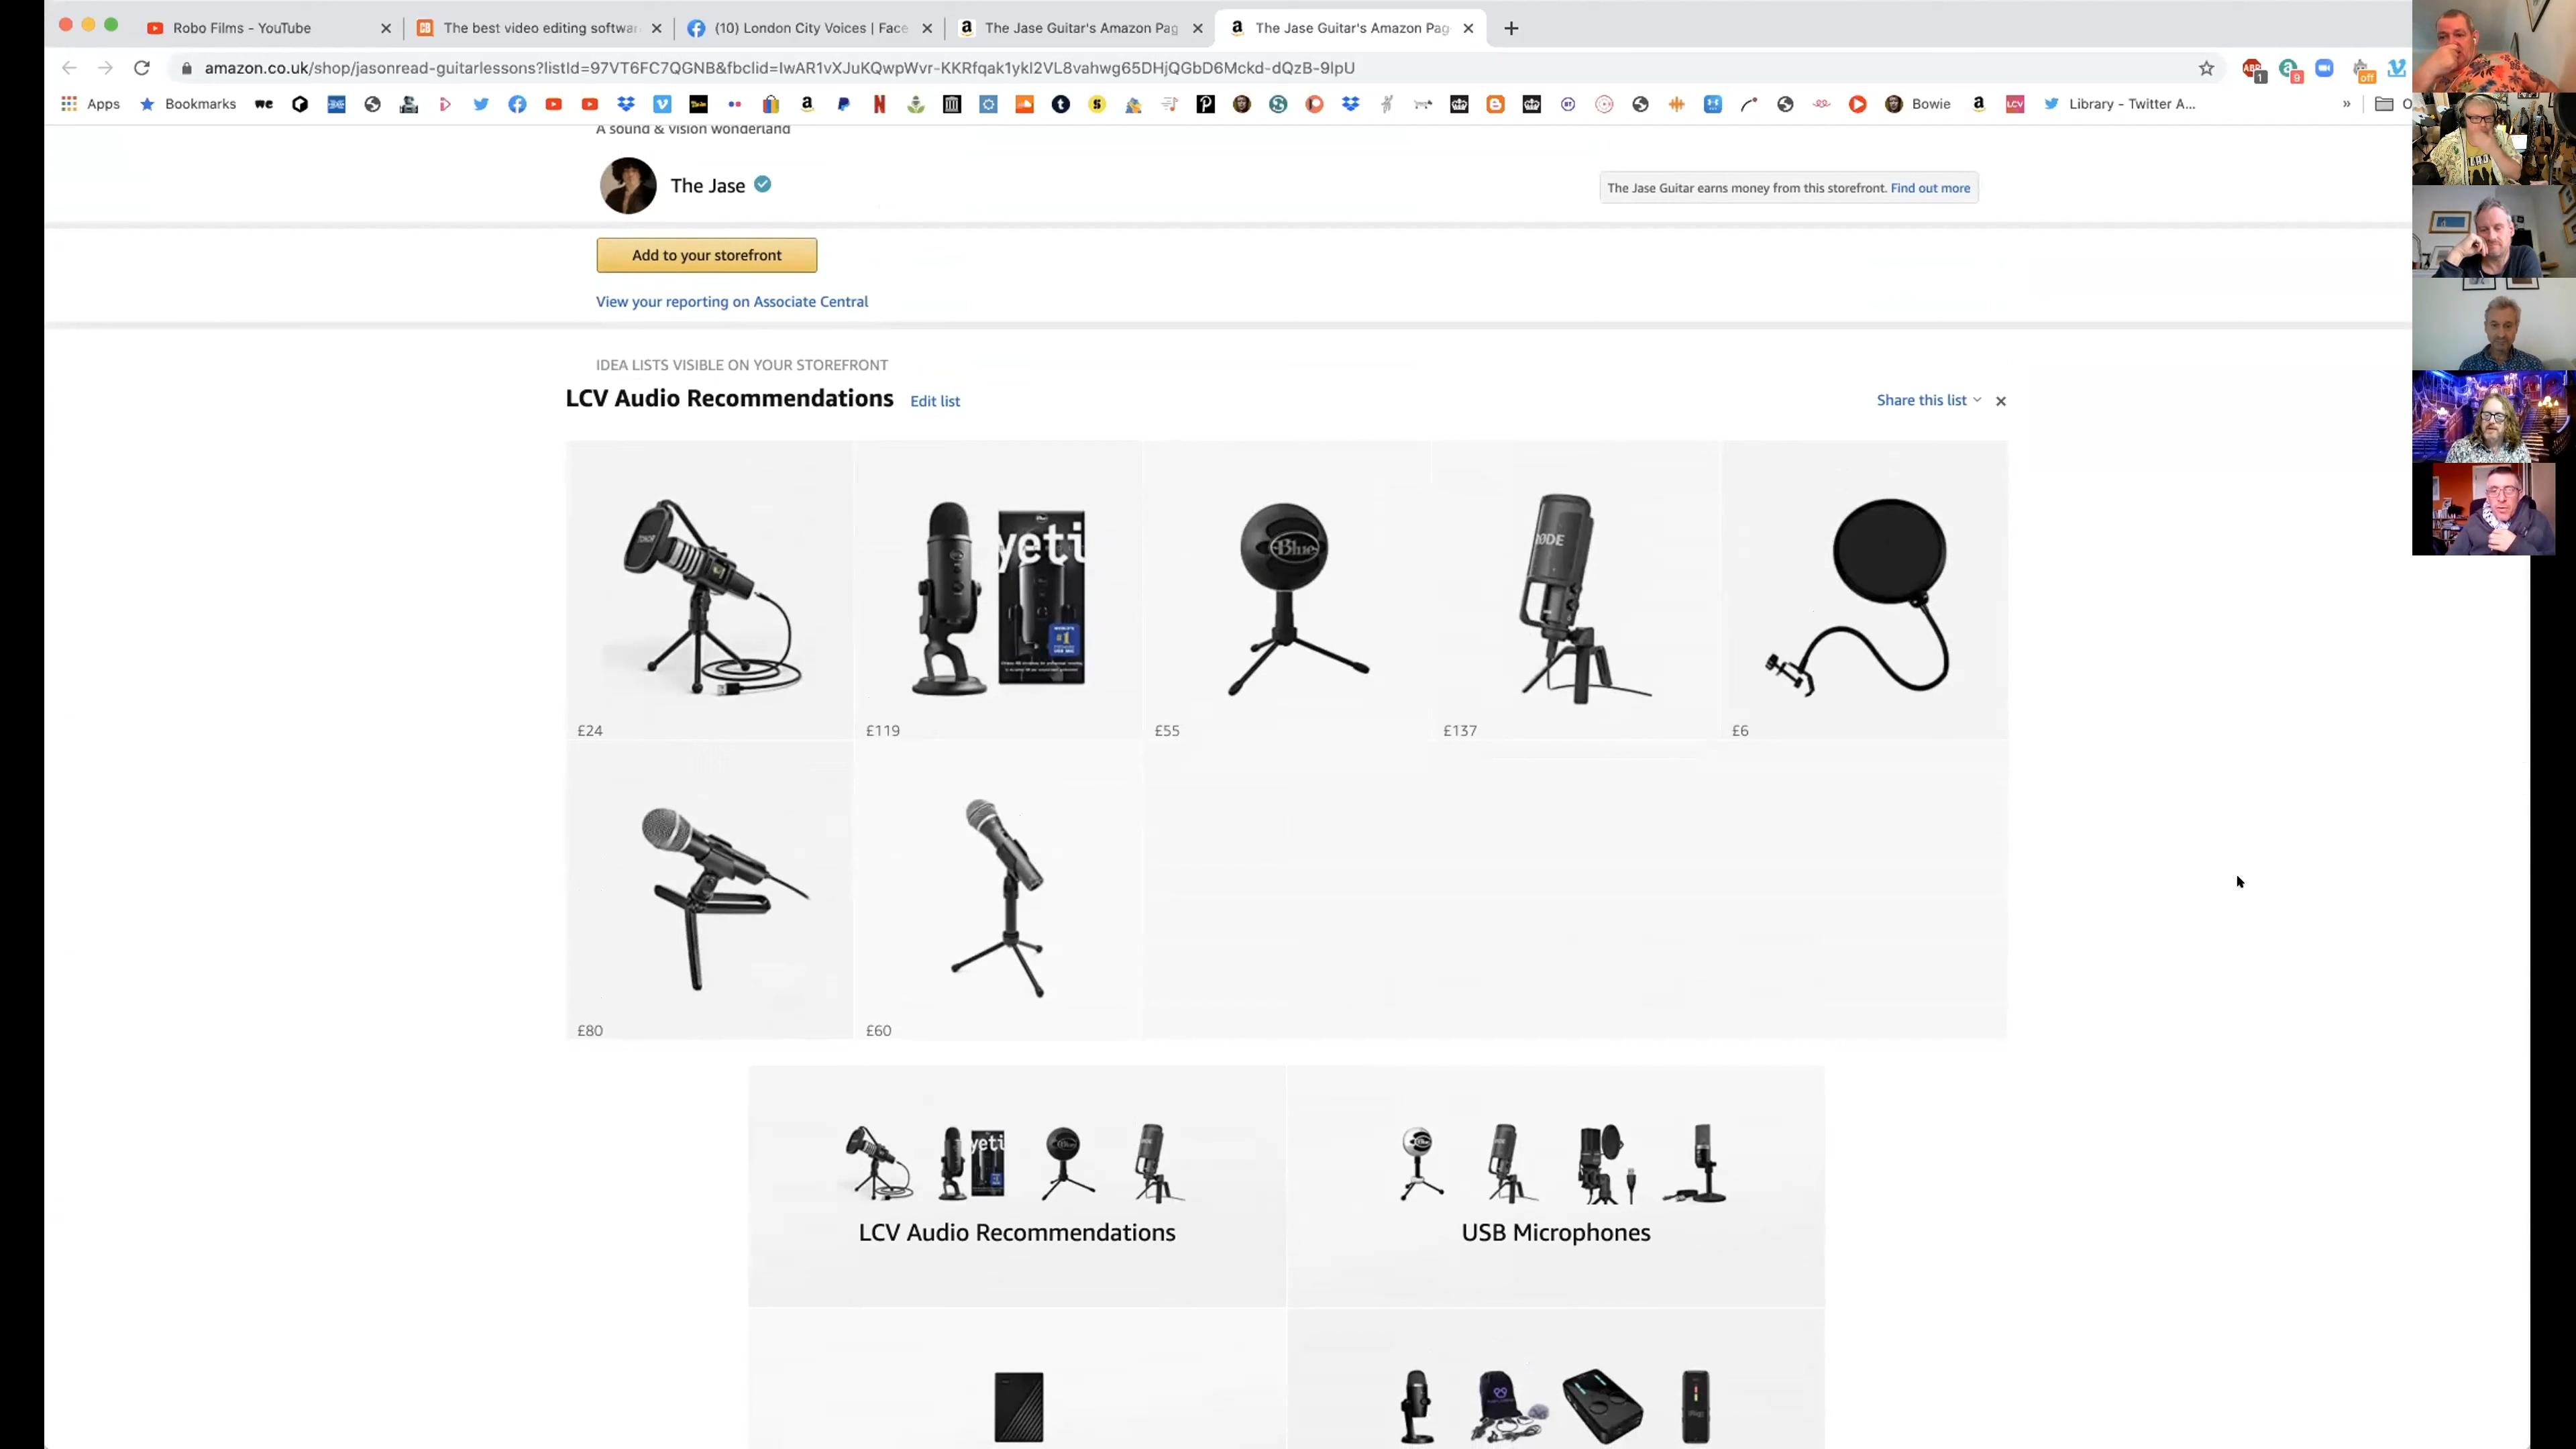 Robo Films - YouTube
The best video editing softwar
(10) London City Voices | Face
The Jase Guitar's Amazon Pag
The Jase Guitar's Amazon Pag
amazon.co.uk/shop/jasonread-guitarlessons?listId=97VT6FC7QGNB&fbclid=IwAR1vXJuKQwpWvr-KKRfqak1ykI2VL8vahwg65DHjQGbD6Mckd-dQzB-9IpU
Apps
Bookmarks
we
Bowie
LCV
Library - Twitter A...
A sound & vision wonderland
The Jase
The Jase Guitar earns money from this storefront. Find out more
Add to your storefront
View your reporting on Associate Central
IDEA LISTS VISIBLE ON YOUR STOREFRONT
LCV Audio Recommendations
Edit list
Share this list
yeti
Blue
RØDE
£24
£119
£55
£137
£6
£80
£60
yeti
LCV Audio Recommendations
USB Microphones